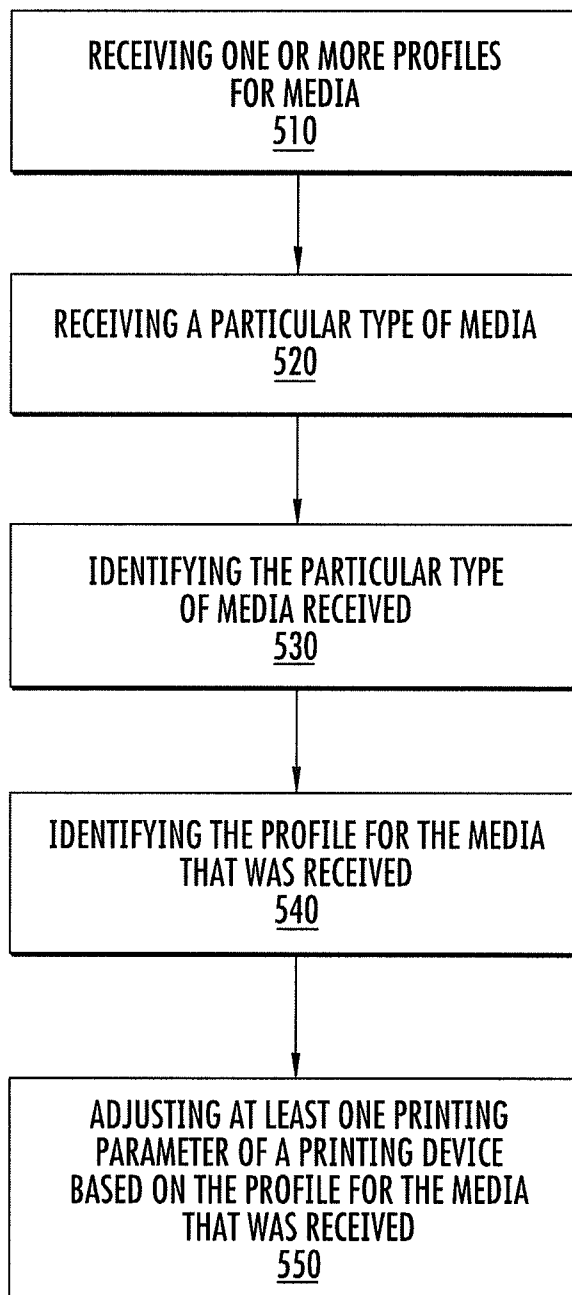 RECEIVING ONE OR MORE PROFILES
FOR MEDIA
510
RECEIVING A PARTICULAR TYPE OF MEDIA
520
IDENTIFYING THE PARTICULAR TYPE
OF MEDIA RECEIVED
530
IDENTIFYING THE PROFILE FOR THE MEDIA
THAT WAS RECEIVED
540
ADJUSTING AT LEAST ONE PRINTING
PARAMETER OF A PRINTING DEVICE
BASED ON THE PROFILE FOR THE MEDIA
THAT WAS RECEIVED
550